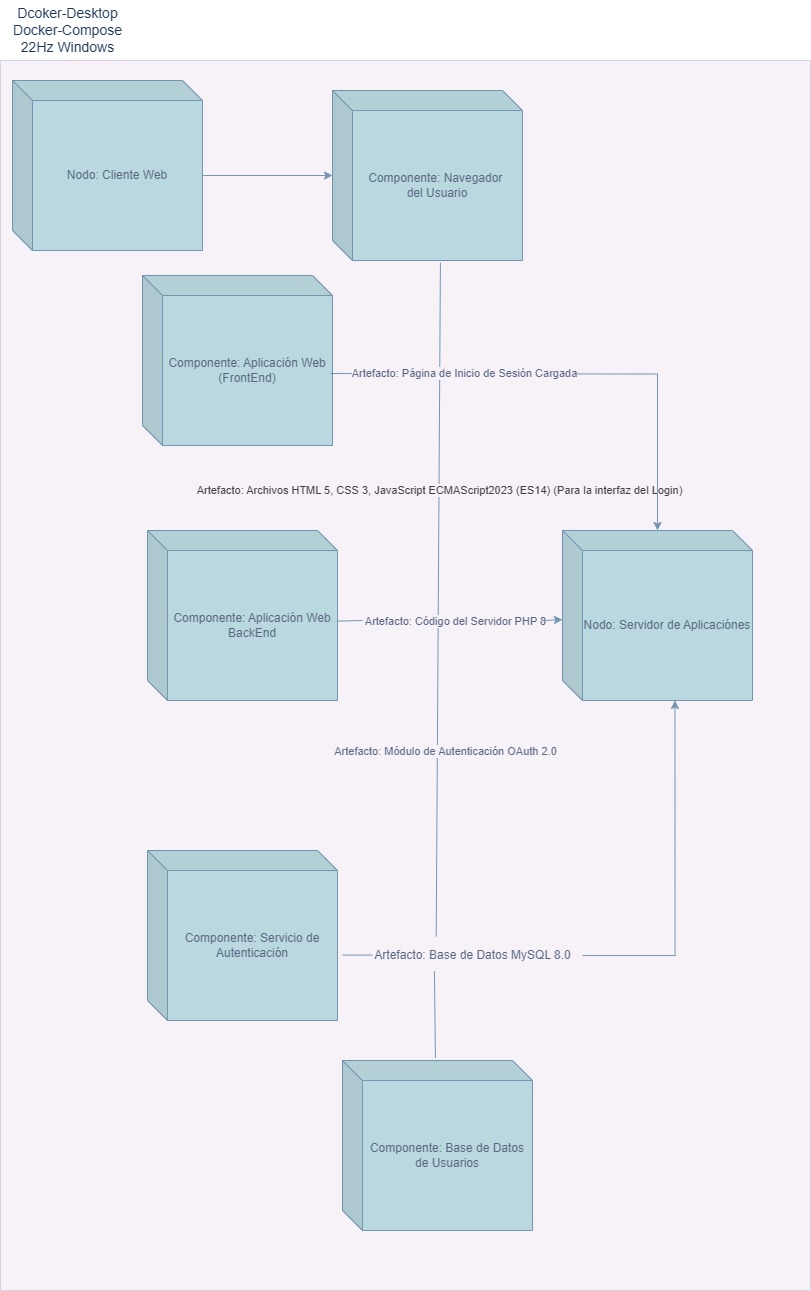 Dcoker-Desktop
Docker-Compose
22Hz Windows
Nodo: Cliente Web
Componente: Navegador
del Usuario
Componente: Aplicación Web
(FrontEnd)
Artefacto: Página de Inicio de Sesión Cargada
Artefacto: Archivos HTML 5, CSS 3, JavaScript ECMAScript2023 (ES14) (Para la interfaz del Login)
Componente: Aplicación Web
BackEnd
Artefacto: Código del Servidor PHP 8
Nodo: Servidor de Aplicaciónes
Artefacto: Módulo de Autenticación OAuth 2.0
Componente: Servicio de
Autenticación
Artefacto: Base de Datos MySQL 8.0
Componente: Base de Datos
de Usuarios